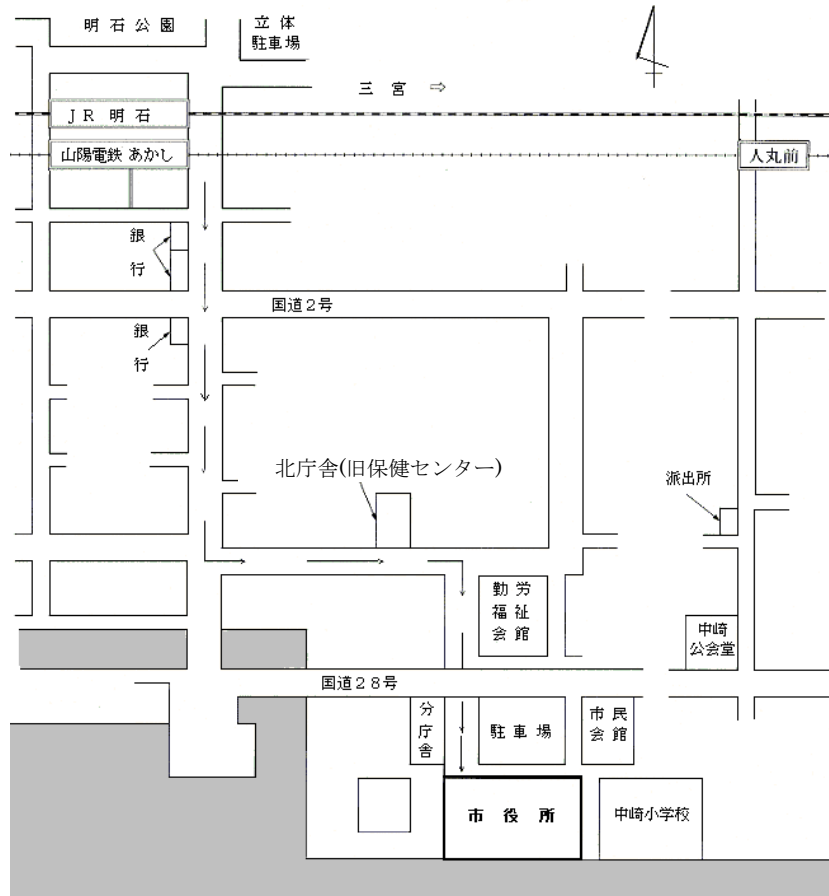 明石公園
立体
駐車場
三宮 ⇨
ＪＲ 明石
山陽電鉄 あかし
人丸前
銀
行
国道２号
銀
行
北庁舎(旧保健センター)
派出所
勤労
福祉
会館
中崎
公会堂
国道２８号
分
庁
舎
駐車場
市民
会館
市役所
中崎小学校